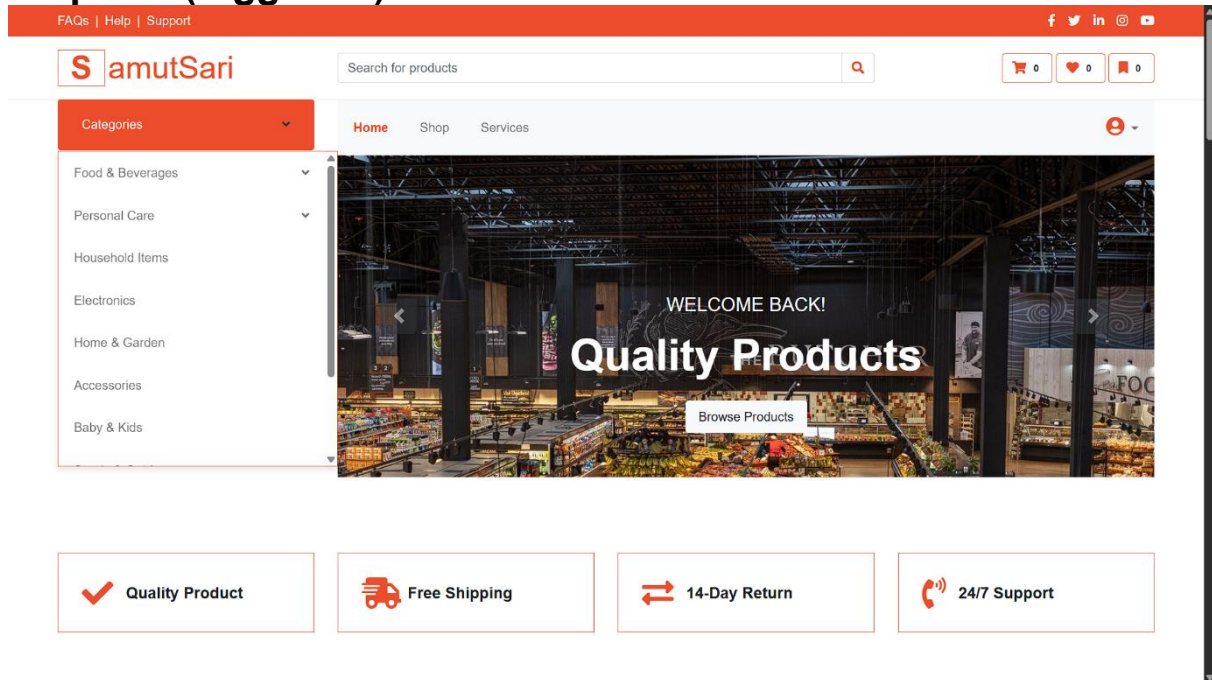 FAQs | Help | Support
S amutSari
Search for products
0 0 0
Categories
Home Shop Services
Food & Beverages
Personal Care
Household Items
Electronics
Home & Garden
Accessories
Baby & Kids
WELCOME BACK!
Quality Products
Browse Products
FOO
Quality Product
Free Shipping
14-Day Return
24/7 Support